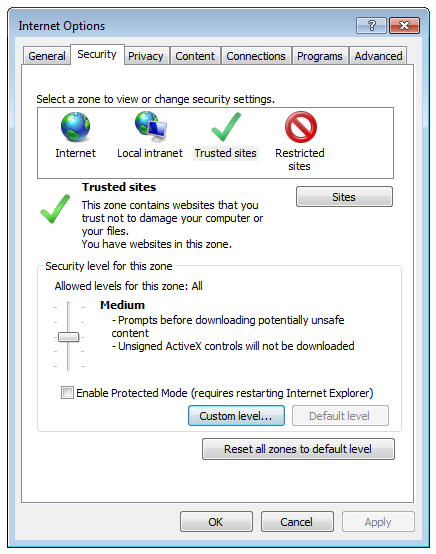 Internet Options
General Security Privacy Content Connections Programs Advanced
Select a zone to view or change security settings.
Internet Local intranet Trusted sites Restricted
sites
Trusted sites
Sites
This zone contains websites that you
trust not to damage your computer or
your files.
You have websites in this zone.
Security level for this zone
Allowed levels for this zone: All
Medium
- Prompts before downloading potentially unsafe
content
- Unsigned ActiveX controls will not be downloaded
Enable Protected Mode (requires restarting Internet Explorer)
Custom level... Default level
Reset all zones to default level
OK Cancel Apply